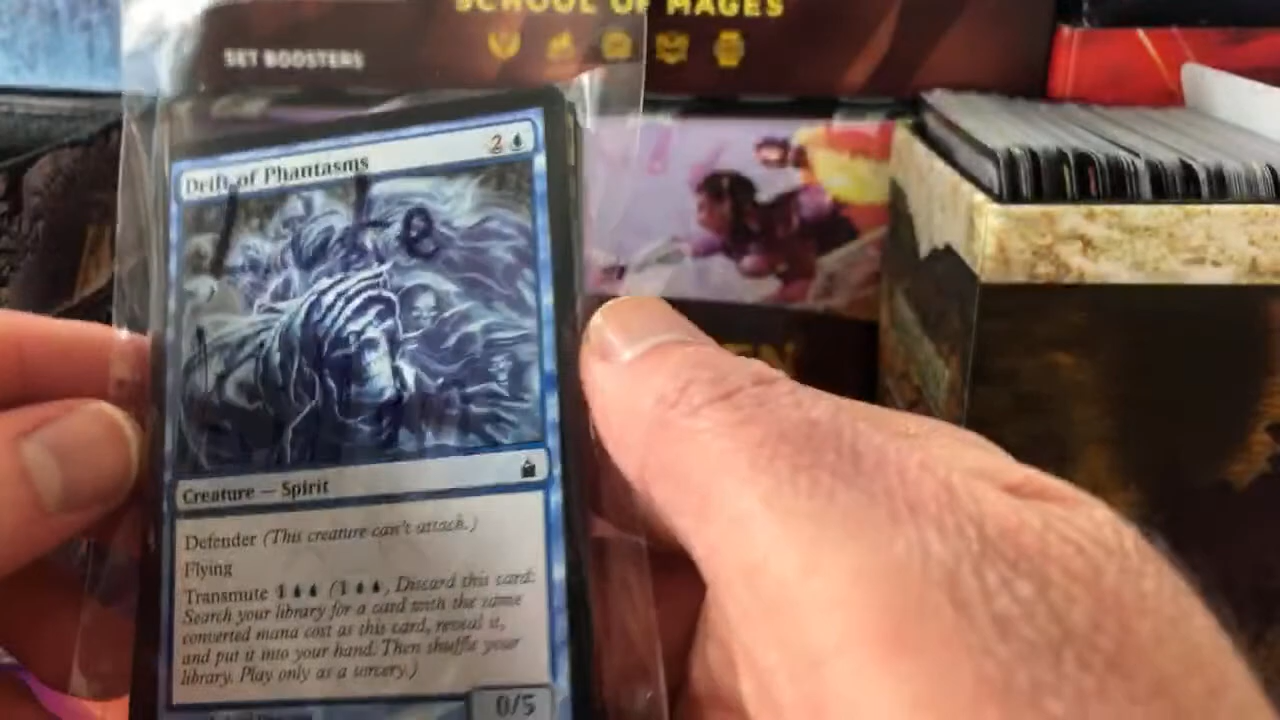 SCHOOL OF MAGES
SET BOOSTERS
Drift of Phantasms
2
Creature — Spirit
Defender (This creature can't attack.)
Flying
Transmute 1 (1, Discard this card:
Search your library for a card with the same
converted mana cost as this card, reveal it,
and put it into your hand. Then shuffle your
library. Play only as a sorcery.)
0/5